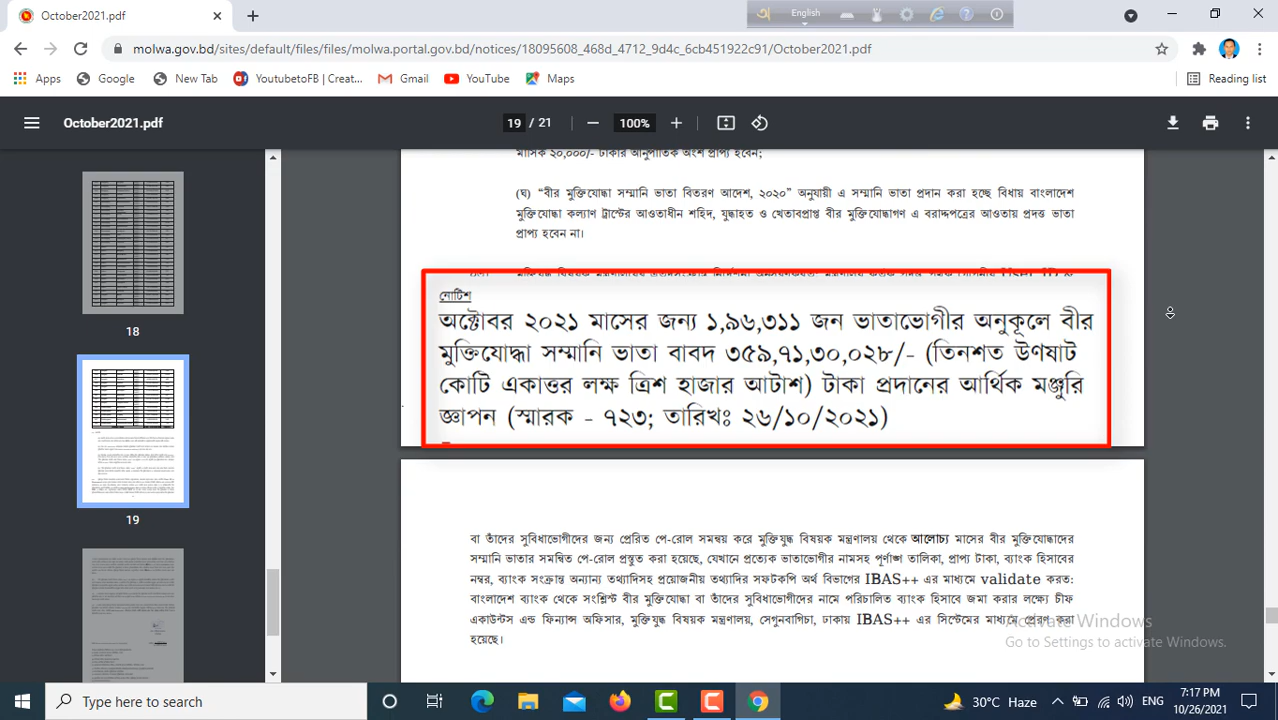 October2021.pdf
English
molwa.gov.bd/sites/default/files/files/molwa.portal.gov.bd/notices/18095608_468d_4712_9d4c_6cb451922c91/October2021.pdf
Apps Google New Tab YoutubetoFB | Creat... Gmail YouTube Maps Reading list
October2021.pdf 19 / 21 100%
মাসিক ২০,০০০/- টাকার আনুপাতিক অংশ প্রাপ্য হবেন;
(ঘ) “বীর মুক্তিযোদ্ধা সম্মানি ভাতা বিতরণ আদেশ, ২০২০” অনুযায়ী এ সম্মানি ভাতা প্রদান করা হচ্ছে বিধায় বাংলাদেশ
মুক্তিযোদ্ধা কল্যাণ ট্রাস্টের আওতাধীন শহিদ, যুদ্ধাহত ও খেতাবপ্রাপ্ত বীর মুক্তিযোদ্ধাগণ এ বরাদ্দপত্রের আওতায় প্রদত্ত ভাতা
প্রাপ্য হবেন না।
নোটিশ
অক্টোবর ২০২১ মাসের জন্য ১,৯৬,৩১১ জন ভাতাভোগীর অনুকূলে বীর
মুক্তিযোদ্ধা সম্মানি ভাতা বাবদ ৩৫৯,৭১,৩০,০২৮/- (তিনশত উণষাট
কোটি একাত্তর লক্ষ ত্রিশ হাজার আটাশ) টাকা প্রদানের আর্থিক মঞ্জুরি
জ্ঞাপন (স্মারক - ৭২৩; তারিখঃ ২৬/১০/২০২১)
18
19
বা তাঁদের সুবিধাভোগীদের জন্য প্রেরিত পে-রোল সমন্বয় করে মুক্তিযুদ্ধ বিষয়ক মন্ত্রণালয় থেকে আলোচ্য মাসের বীর মুক্তিযোদ্ধাদের
সম্মানি ভাতার সমন্বিত পে-রোল প্রস্তুত করা হয়েছে, যেখানে প্রত্যেক ভাতাভোগীর নামসহ পূর্ণাঙ্গ তালিকা, প্রাপ্য টাকা, ব্যাংক হিসাবের
নম্বর, ব্যাংক সংক্রান্ত অন্যান্য তথ্যাদিসহ প্রয়োজনীয় তথ্যাদির সফটকপি অর্থ বিভাগের IBAS++ এর মাধ্যমে validate করত:
বাংলাদেশ ব্যাংক থেকে সংশ্লিষ্ট বীর মুক্তিযোদ্ধা বা তাঁদের সুবিধাভোগীদের নামে পরিচালিত ব্যাংক হিসাবে জমা করার লক্ষ্যে চীফ
একাউন্টস এন্ড ফিন্যান্স অফিসার, মুক্তিযুদ্ধ বিষয়ক মন্ত্রণালয়, সেগুনবাগিচা, ঢাকায় IBAS++ এর সিস্টেমের মাধ্যমে প্রেরণ করা
হয়েছে।
Activate Windows
Go to Settings to activate Windows.
Type here to search 30°C Haze ENG 7:17 PM
10/26/2021